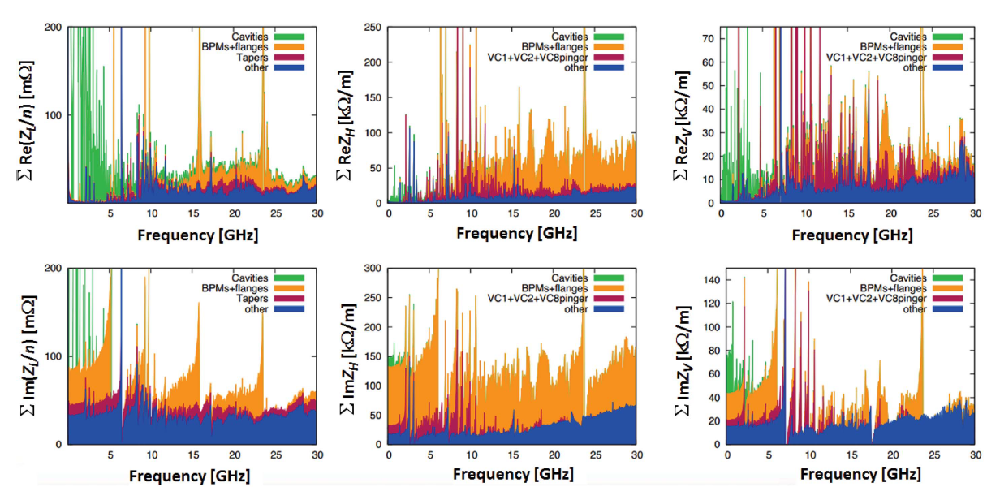 ∑ Re(Z_L/n) [mΩ]
200
100
0 5 10 15 20 25 30
Frequency [GHz]
Cavities
BPMs+flanges
Tapers
other
∑ ReZ_H [kΩ/m]
250
200
150
100
50
0
0 5 10 15 20 25 30
Frequency [GHz]
Cavities
BPMs+flanges
VC1+VC2+VC8pinger
other
∑ ReZ_V [kΩ/m]
70
60
50
40
30
20
10
0
0 5 10 15 20 25 30
Frequency [GHz]
Cavities
BPMs+flanges
VC1+VC2+VC8pinger
other
∑ Im(Z_L/n) [mΩ]
200
100
0
0 5 10 15 20 25 30
Frequency [GHz]
Cavities
BPMs+flanges
Tapers
other
∑ ImZ_H [kΩ/m]
300
250
200
150
100
50
0
0 5 10 15 20 25 30
Frequency [GHz]
Cavities
BPMs+flanges
VC1+VC2+VC8pinger
other
∑ ImZ_V [kΩ/m]
140
120
100
80
60
40
20
0
0 5 10 15 20 25 30
Frequency [GHz]
Cavities
BPMs+flanges
VC1+VC2+VC8pinger
other